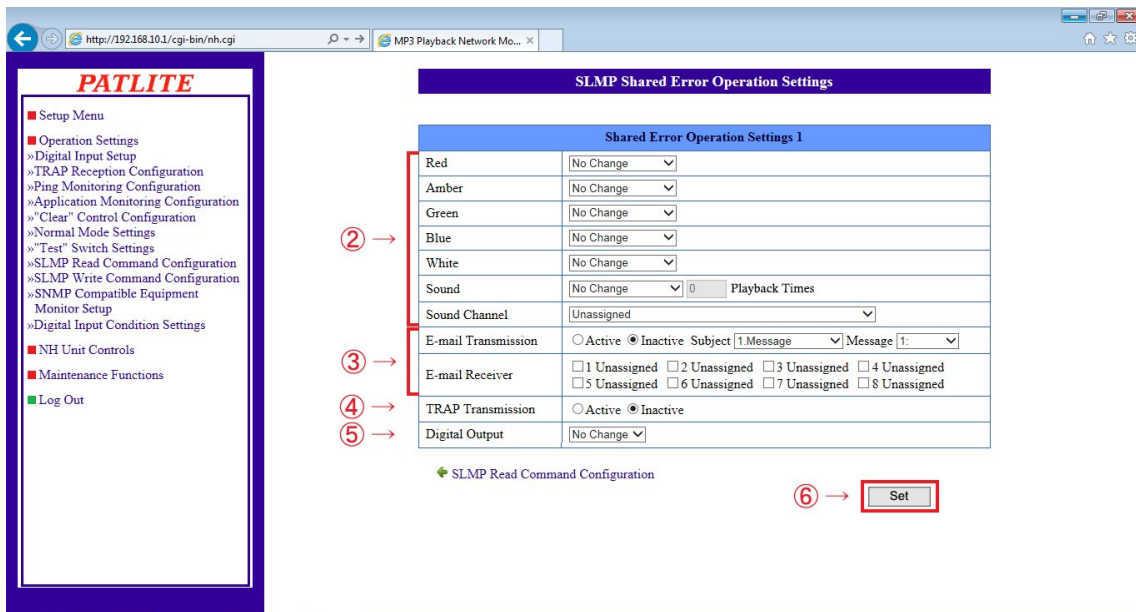 http://192.168.10.1/cgi-bin/nh.cgi
MP3 Playback Network Mo...
PATLITE
Setup Menu
Operation Settings
»Digital Input Setup
»TRAP Reception Configuration
»Ping Monitoring Configuration
»Application Monitoring Configuration
»"Clear" Control Configuration
»Normal Mode Settings
»"Test" Switch Settings
»SLMP Read Command Configuration
»SLMP Write Command Configuration
»SNMP Compatible Equipment
Monitor Setup
»Digital Input Condition Settings
NH Unit Controls
Maintenance Functions
Log Out
SLMP Shared Error Operation Settings
Shared Error Operation Settings 1
② →
Red No Change
Amber No Change
Green No Change
Blue No Change
White No Change
Sound No Change 0 Playback Times
Sound Channel Unassigned
③ →
E-mail Transmission Active Inactive Subject 1.Message Message 1:
E-mail Receiver 1 Unassigned 2 Unassigned 3 Unassigned 4 Unassigned
5 Unassigned 6 Unassigned 7 Unassigned 8 Unassigned
④ → TRAP Transmission Active Inactive
⑤ → Digital Output No Change
SLMP Read Command Configuration
⑥ → Set